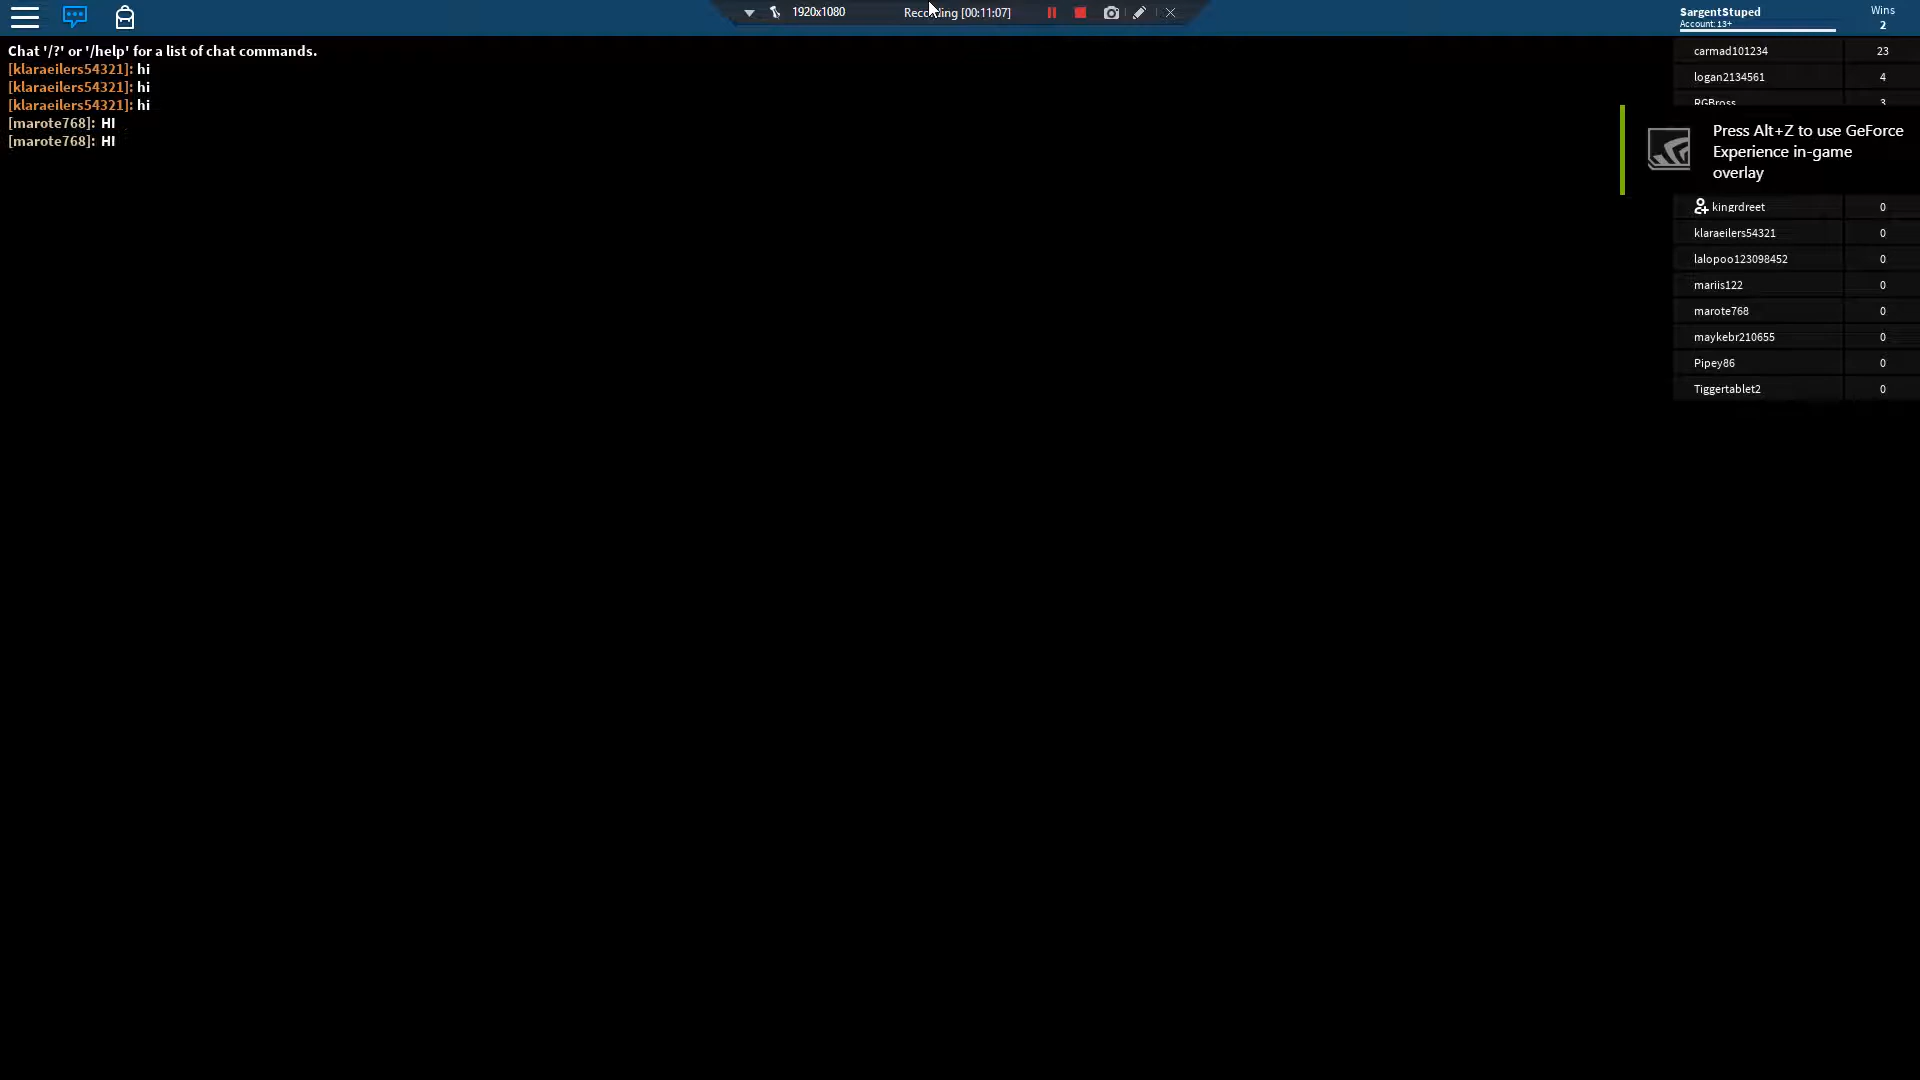 1920x1080
Recording [00:11:07]
SargentStuped
Account: 13+
Wins
2
Chat '/?' or '/help' for a list of chat commands.
[klaraeilers54321]: hi
[klaraeilers54321]: hi
[klaraeilers54321]: hi
[marote768]: HI
[marote768]: HI
carmad101234 23
logan2134561 4
RGBross 3
Press Alt+Z to use GeForce
Experience in-game
overlay
kingrdreet 0
klaraeilers54321 0
lalopoo123098452 0
mariis122 0
marote768 0
maykebr210655 0
Pipey86 0
Tiggertablet2 0